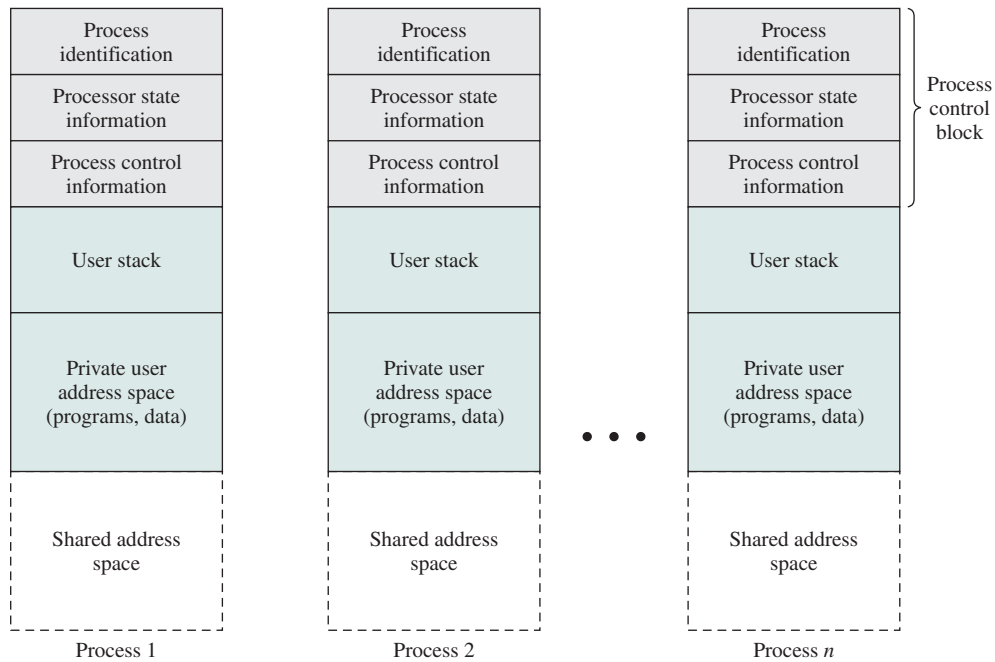 Process
identification
Processor state
information
Process control
information
User stack
Private user
address space
(programs, data)
Shared address
space
Process 1
Process
identification
Processor state
information
Process control
information
User stack
Private user
address space
(programs, data)
Shared address
space
Process 2
Process
identification
Processor state
information
Process control
information
User stack
Private user
address space
(programs, data)
Shared address
space
Process n
Process
control
block